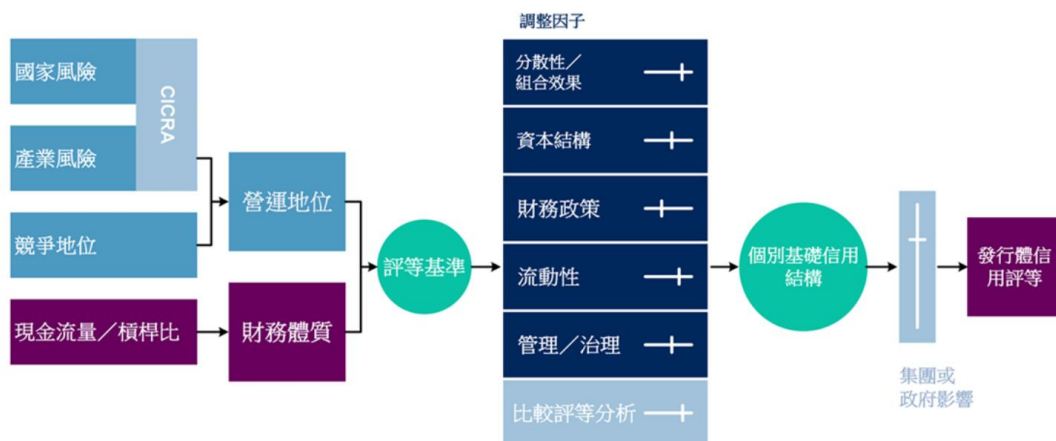 調整因子
國家風險
CICRA
產業風險
競爭地位
現金流量／槓桿比
營運地位
財務體質
評等基準
分散性／
組合效果
資本結構
財務政策
流動性
管理／治理
比較評等分析
個別基礎信用
結構
集團或
政府影響
發行體信
用評等